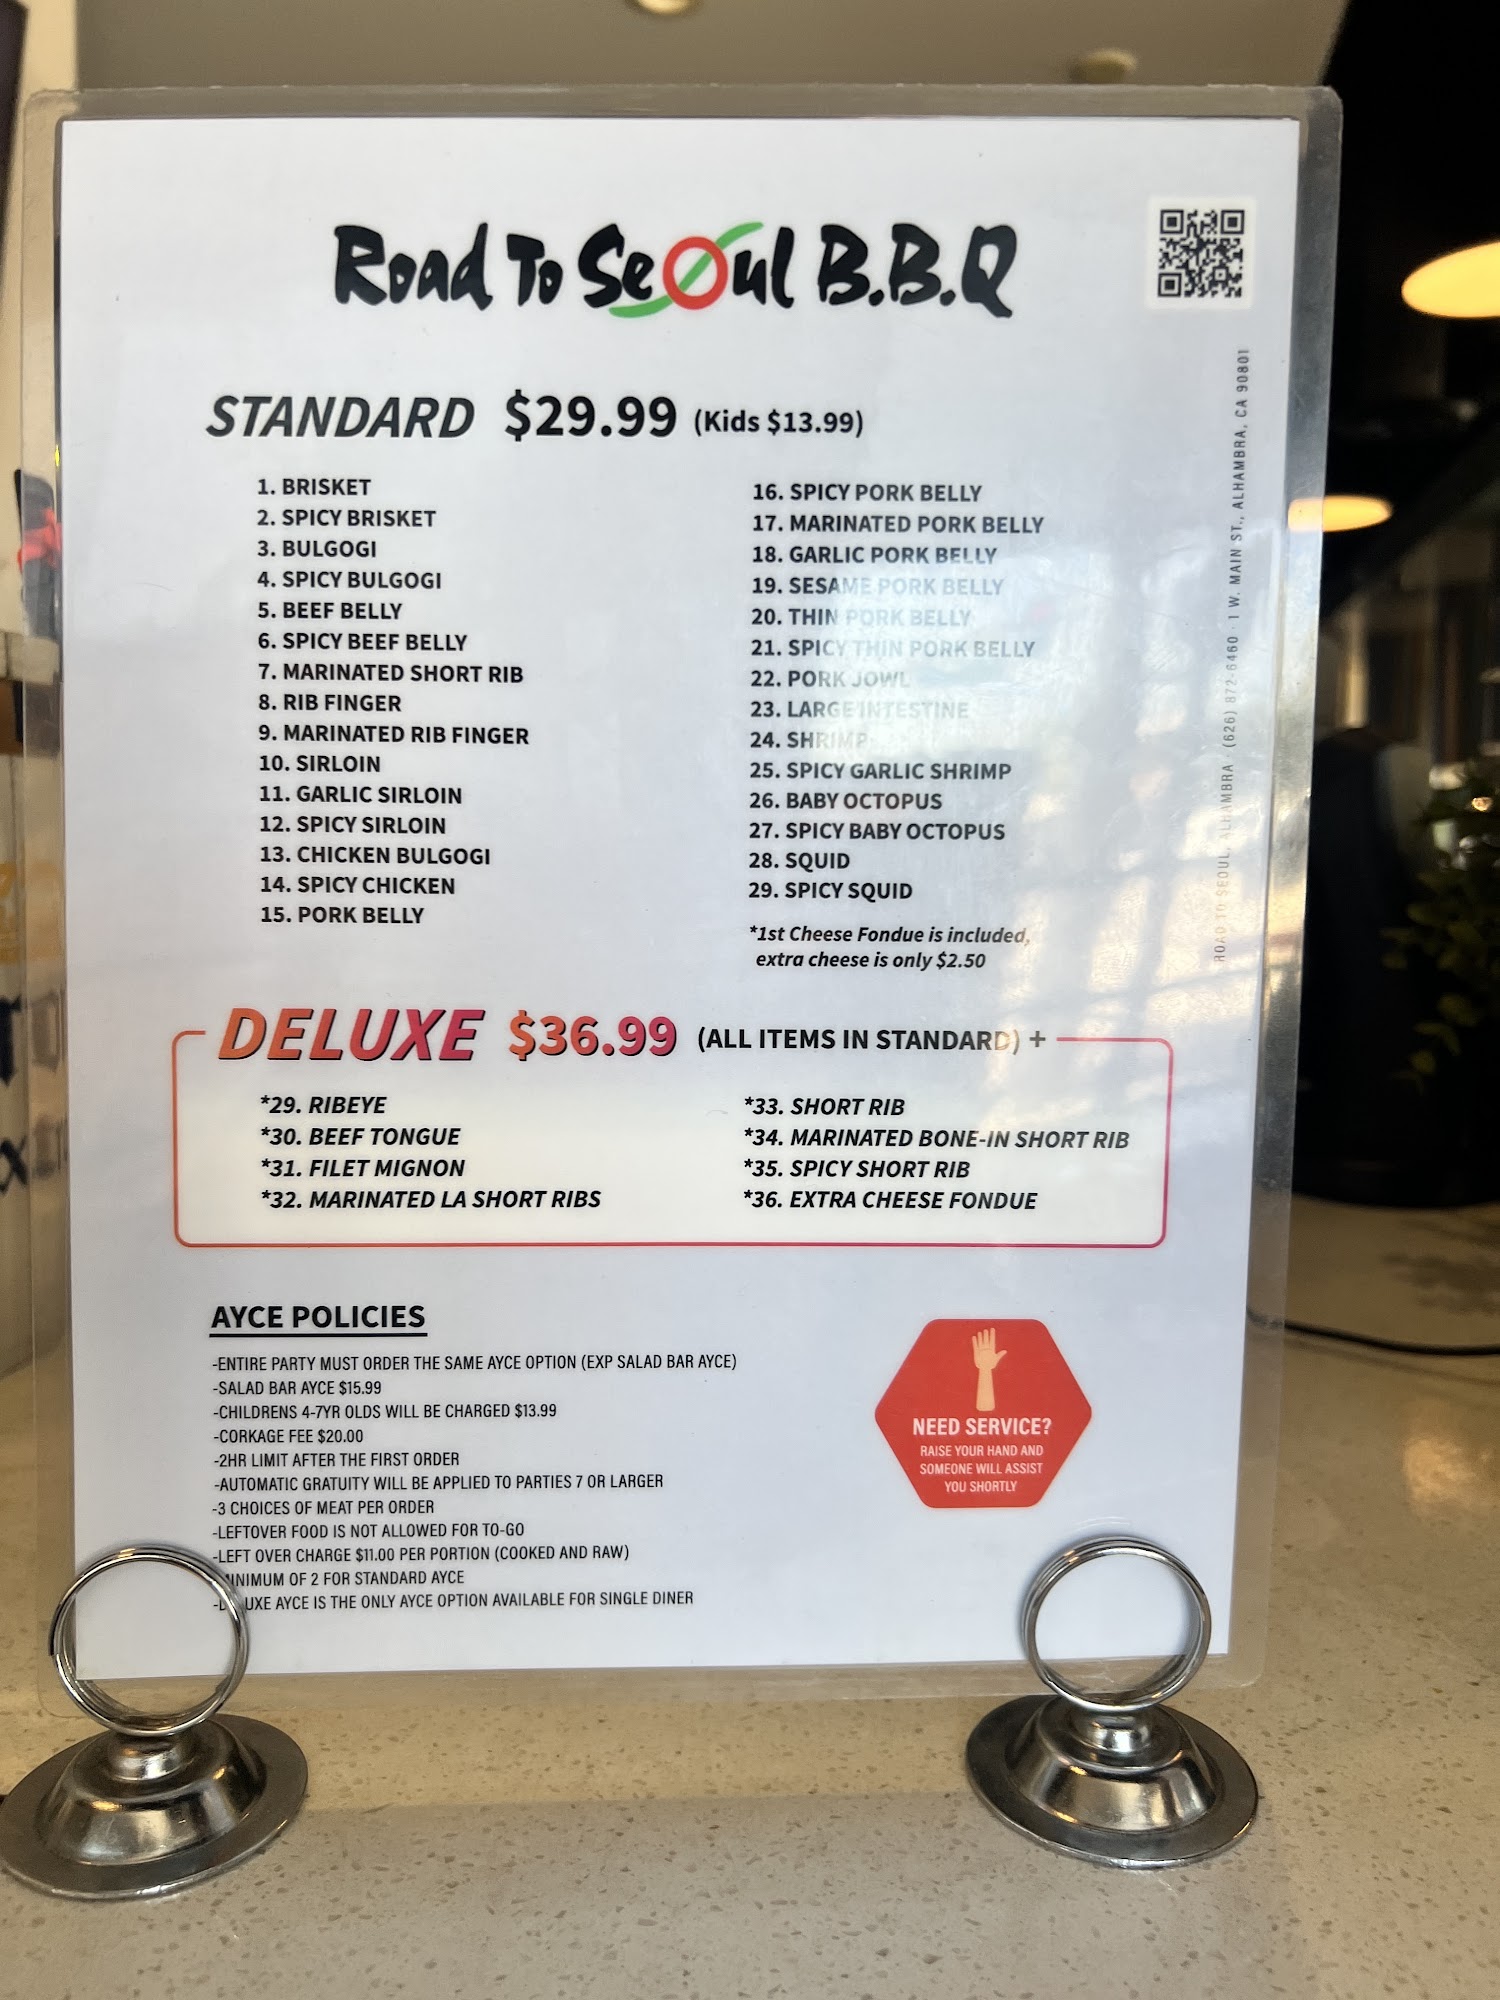 Road To Seoul B.B.Q
STANDARD $29.99 (Kids $13.99)
1. BRISKET
2. SPICY BRISKET
3. BULGOGI
4. SPICY BULGOGI
5. BEEF BELLY
6. SPICY BEEF BELLY
7. MARINATED SHORT RIB
8. RIB FINGER
9. MARINATED RIB FINGER
10. SIRLOIN
11. GARLIC SIRLOIN
12. SPICY SIRLOIN
13. CHICKEN BULGOGI
14. SPICY CHICKEN
15. PORK BELLY
16. SPICY PORK BELLY
17. MARINATED PORK BELLY
18. GARLIC PORK BELLY
19. SESAME PORK BELLY
20. THIN PORK BELLY
21. SPICY THIN PORK BELLY
22. PORK JOWL
23. LARGE INTESTINE
24. SHRIMP
25. SPICY GARLIC SHRIMP
26. BABY OCTOPUS
27. SPICY BABY OCTOPUS
28. SQUID
29. SPICY SQUID
*1st Cheese Fondue is included,
extra cheese is only $2.50
DELUXE $36.99 (ALL ITEMS IN STANDARD) +
*29. RIBEYE
*30. BEEF TONGUE
*31. FILET MIGNON
*32. MARINATED LA SHORT RIBS
*33. SHORT RIB
*34. MARINATED BONE-IN SHORT RIB
*35. SPICY SHORT RIB
*36. EXTRA CHEESE FONDUE
AYCE POLICIES
-ENTIRE PARTY MUST ORDER THE SAME AYCE OPTION (EXP SALAD BAR AYCE)
-SALAD BAR AYCE $15.99
-CHILDRENS 4-7YR OLDS WILL BE CHARGED $13.99
-CORKAGE FEE $20.00
-2HR LIMIT AFTER THE FIRST ORDER
-AUTOMATIC GRATUITY WILL BE APPLIED TO PARTIES 7 OR LARGER
-3 CHOICES OF MEAT PER ORDER
-LEFTOVER FOOD IS NOT ALLOWED FOR TO-GO
-LEFT OVER CHARGE $11.00 PER PORTION (COOKED AND RAW)
MINIMUM OF 2 FOR STANDARD AYCE
-DELUXE AYCE IS THE ONLY AYCE OPTION AVAILABLE FOR SINGLE DINER
NEED SERVICE?
RAISE YOUR HAND AND
SOMEONE WILL ASSIST
YOU SHORTLY
ROAD TO SEOUL, ALHAMBRA · (626) 872-6460 · 1 W. MAIN ST., ALHAMBRA, CA 90801